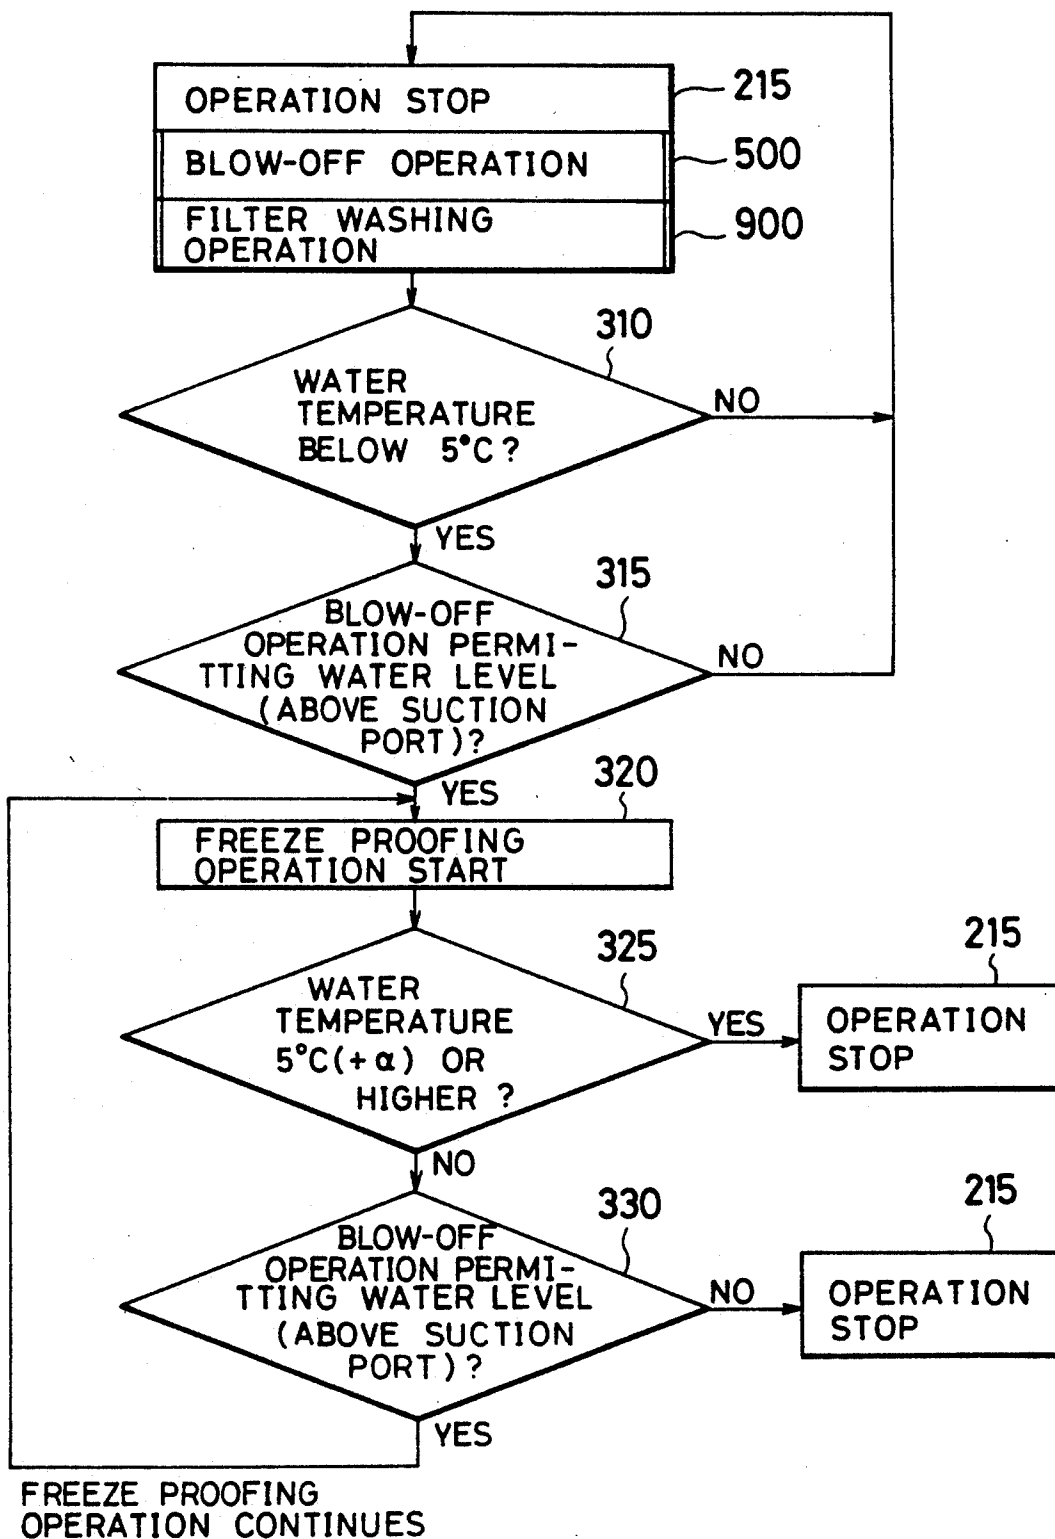 OPERATION STOP
215
BLOW-OFF OPERATION
500
FILTER WASHING
OPERATION
900
310
WATER
TEMPERATURE
BELOW 5°C?
NO
YES
315
BLOW-OFF
OPERATION PERMI-
TTING WATER LEVEL
(ABOVE SUCTION
PORT)?
NO
YES
320
FREEZE PROOFING
OPERATION START
325
WATER
TEMPERATURE
5°C(+α) OR
HIGHER ?
YES
215
OPERATION
STOP
NO
330
BLOW-OFF
OPERATION PERMI-
TTING WATER LEVEL
(ABOVE SUCTION
PORT)?
NO
215
OPERATION
STOP
YES
FREEZE PROOFING
OPERATION CONTINUES